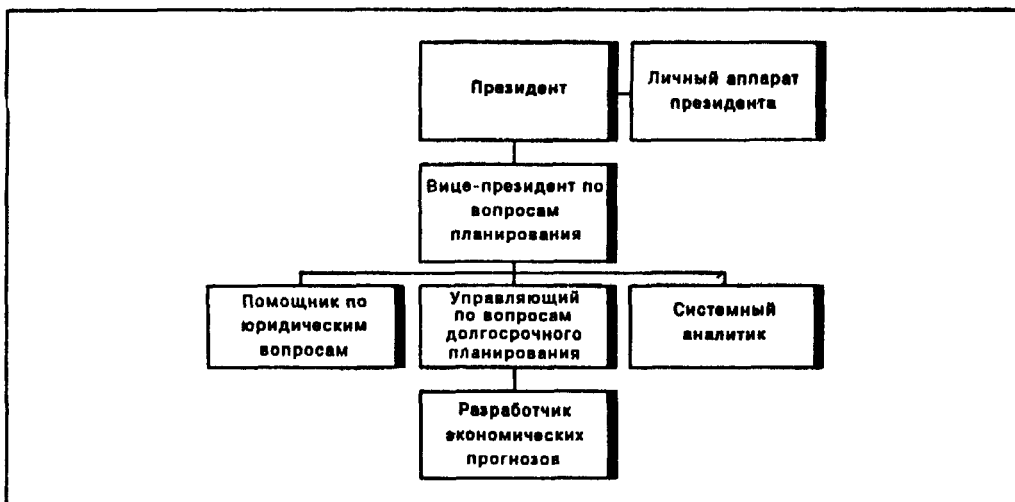 Президент
Личный аппарат
президента
Вице-президент по
вопросам
планирования
Помощник по
юридическим
вопросам
Управляющий
по вопросам
долгосрочного
планирования
Системный
аналитик
Разработчик
экономических
прогнозов